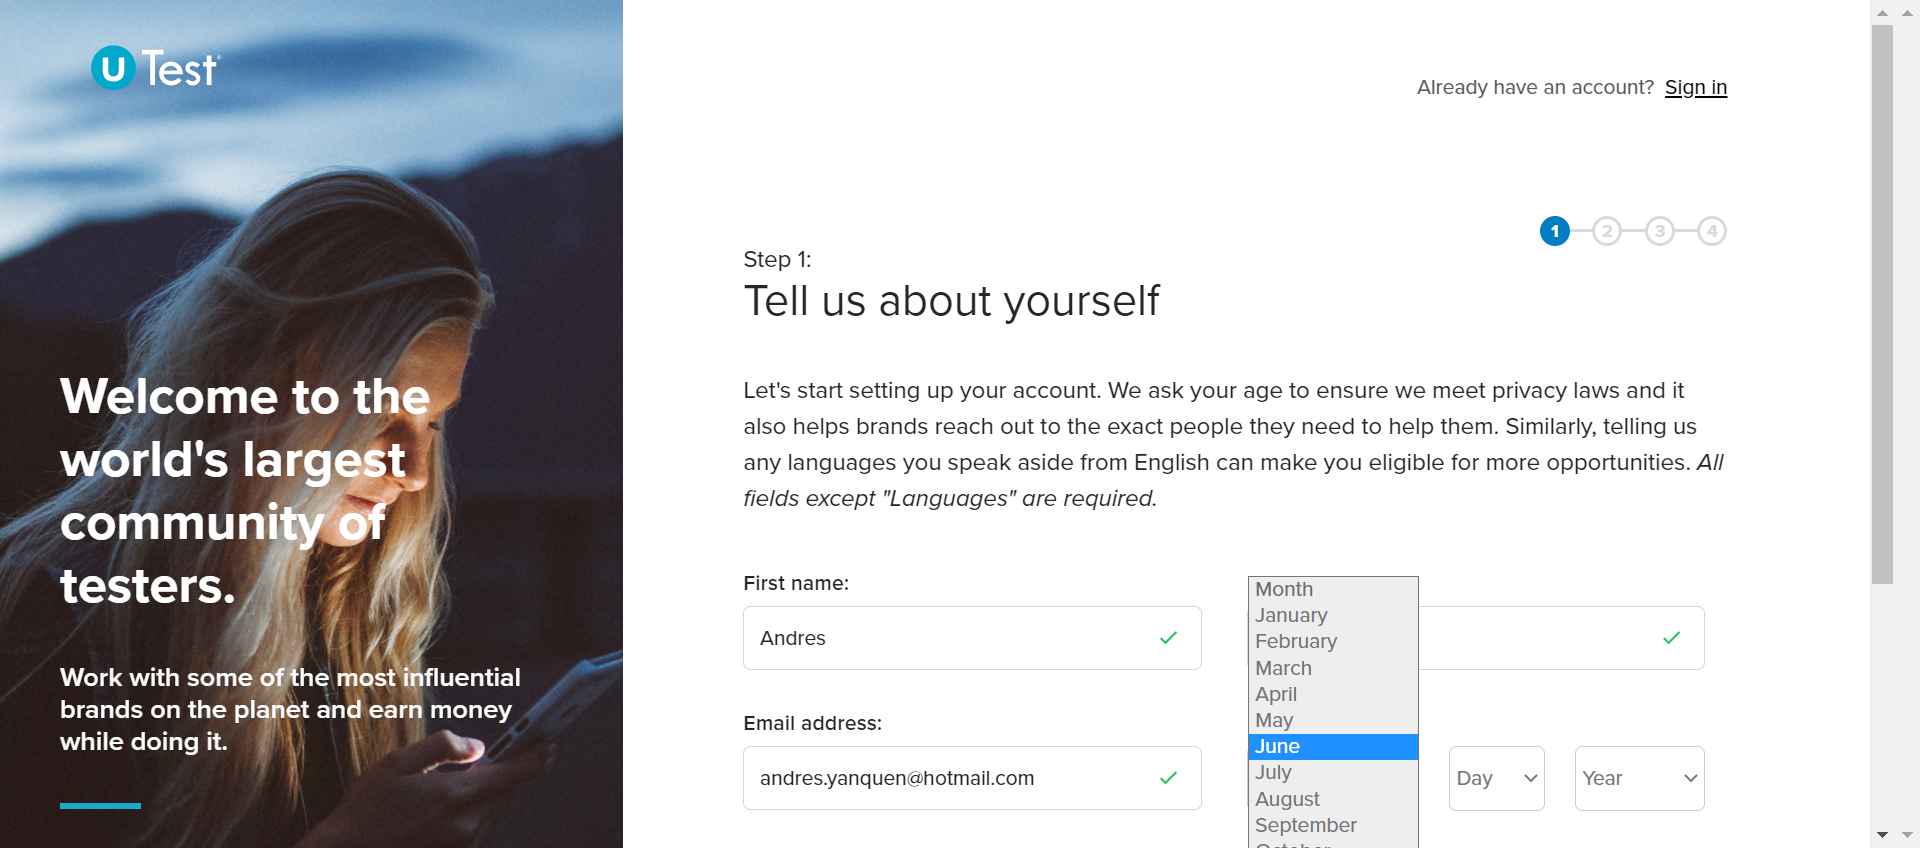 uTest
Welcome to the
world's largest
community of
testers.
Work with some of the most influential
brands on the planet and earn money
while doing it.
Already have an account? Sign in
1 2 3 4
Step 1:
Tell us about yourself
Let's start setting up your account. We ask your age to ensure we meet privacy laws and it
also helps brands reach out to the exact people they need to help them. Similarly, telling us
any languages you speak aside from English can make you eligible for more opportunities. All
fields except "Languages" are required.
First name:
Andres
Email address:
andres.yanquen@hotmail.com
Month
January
February
March
April
May
June
July
August
September
Day
Year